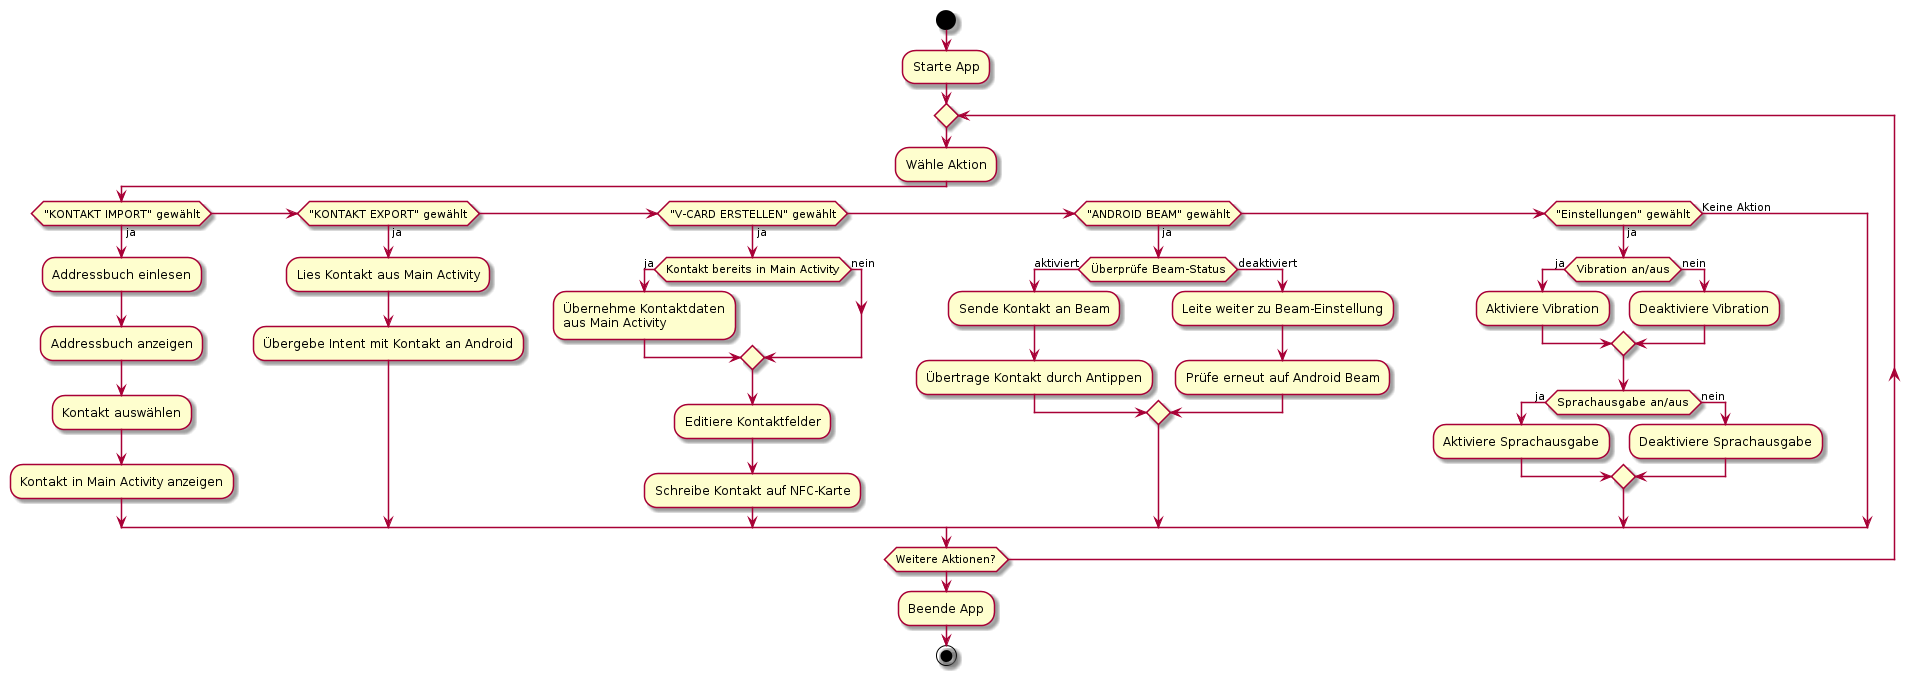 Starte App
Wähle Aktion
"KONTAKT IMPORT" gewählt
ja
Addressbuch einlesen
Addressbuch anzeigen
Kontakt auswählen
Kontakt in Main Activity anzeigen
"KONTAKT EXPORT" gewählt
ja
Lies Kontakt aus Main Activity
Übergebe Intent mit Kontakt an Android
"V-CARD ERSTELLEN" gewählt
ja
Kontakt bereits in Main Activity
ja
nein
Übernehme Kontaktdaten
aus Main Activity
Editiere Kontaktfelder
Schreibe Kontakt auf NFC-Karte
"ANDROID BEAM" gewählt
ja
Überprüfe Beam-Status
aktiviert
deaktiviert
Sende Kontakt an Beam
Übertrage Kontakt durch Antippen
Leite weiter zu Beam-Einstellung
Prüfe erneut auf Android Beam
"Einstellungen" gewählt
Keine Aktion
ja
Vibration an/aus
ja
nein
Aktiviere Vibration
Deaktiviere Vibration
Sprachausgabe an/aus
ja
nein
Aktiviere Sprachausgabe
Deaktiviere Sprachausgabe
Weitere Aktionen?
Beende App